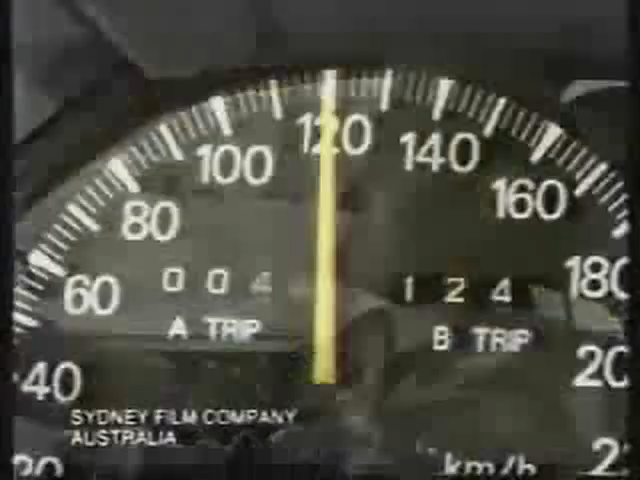 120
100 140
80 160
60 0 0 4 1 2 4 180
A TRIP B TRIP
40
SYDNEY FILM COMPANY
AUSTRALIA
km/h